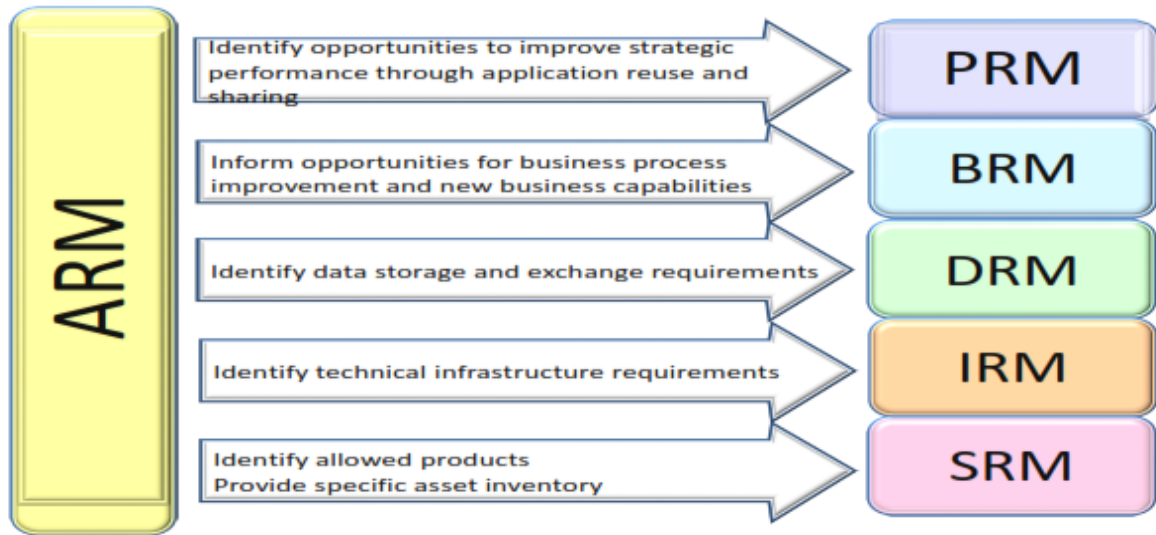 ARM
Identify opportunities to improve strategic
performance through application reuse and
sharing
PRM
Inform opportunities for business process
improvement and new business capabilities
BRM
Identify data storage and exchange requirements
DRM
Identify technical infrastructure requirements
IRM
Identify allowed products
Provide specific asset inventory
SRM